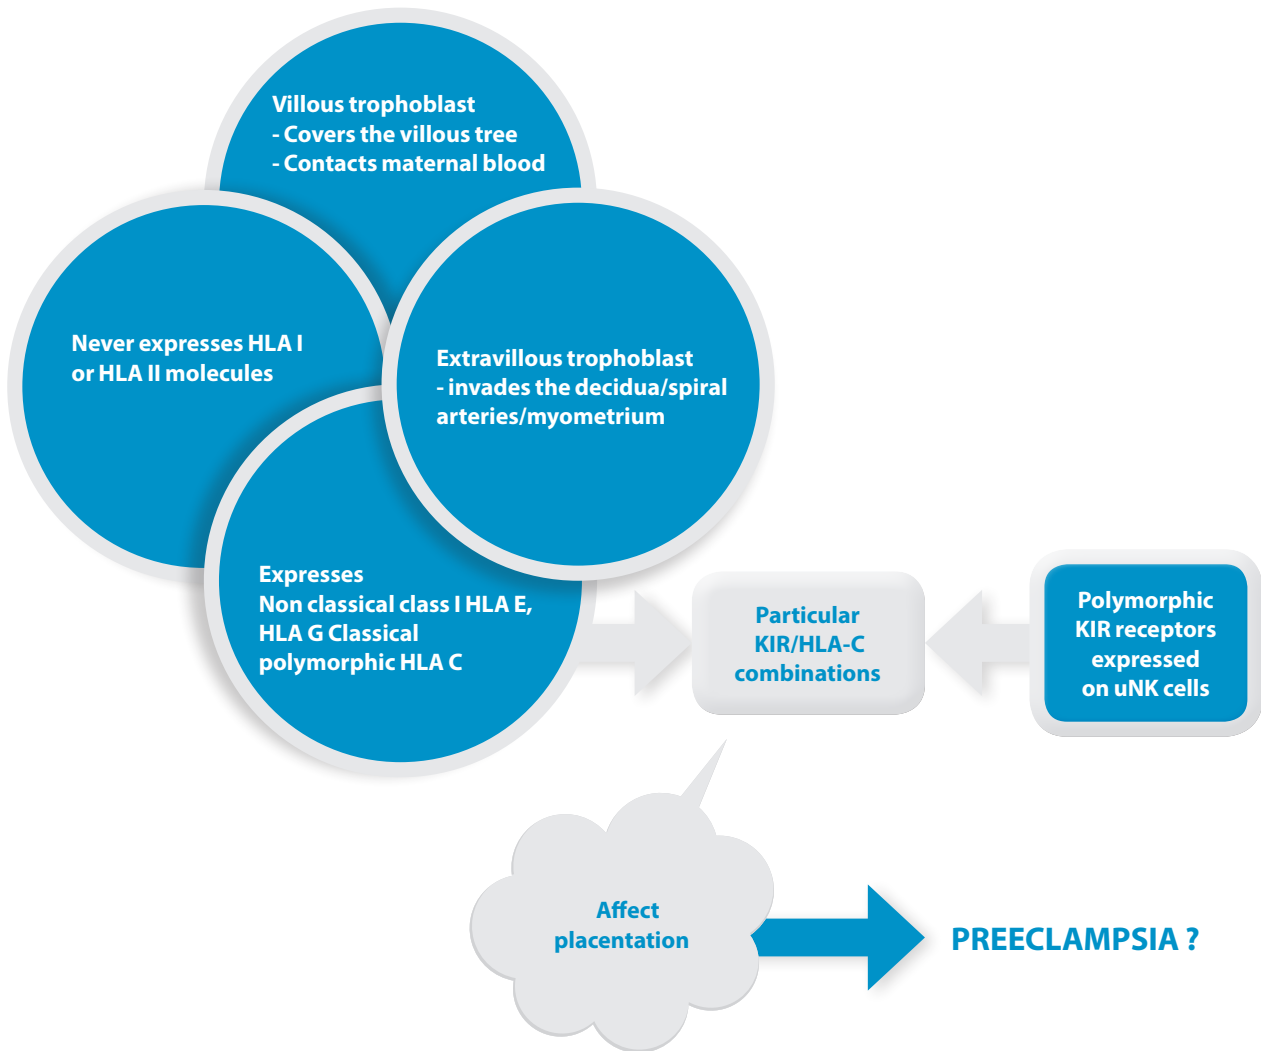 Villous trophoblast
- Covers the villous tree
- Contacts maternal blood
Never expresses HLA I
or HLA II molecules
Extravillous trophoblast
- invades the decidua/spiral
arteries/myometrium
Expresses
Non classical class I HLA E,
HLA G Classical
polymorphic HLA C
Particular
KIR/HLA-C
combinations
Polymorphic
KIR receptors
expressed
on uNK cells
Affect
placentation
PREECLAMPSIA ?